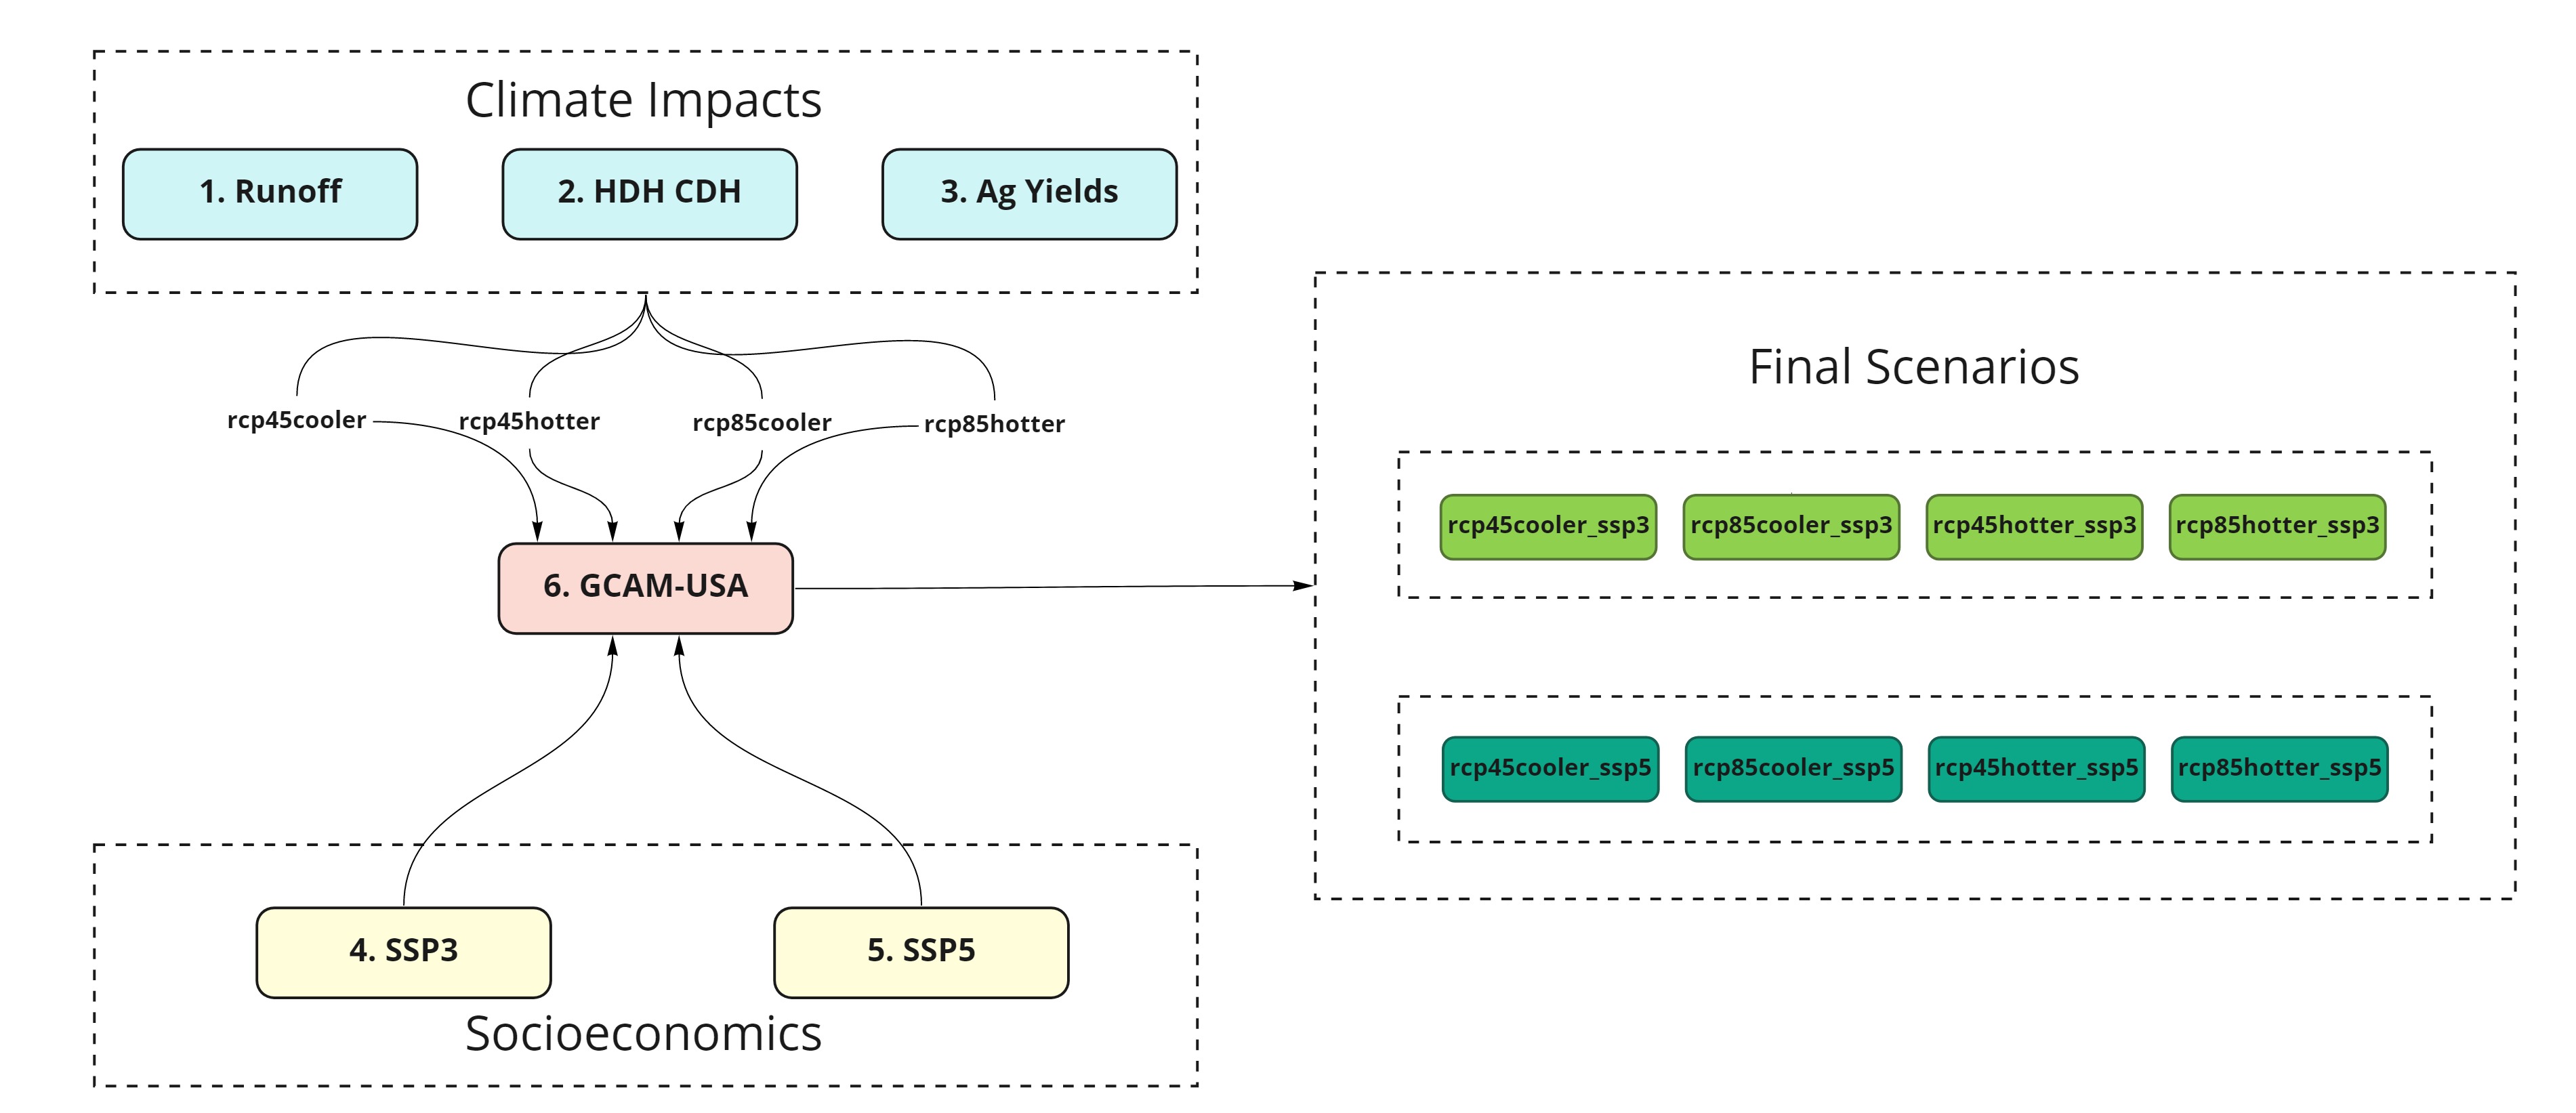 Climate Impacts
1. Runoff
2. HDH CDH
3. Ag Yields
rcp45cooler
rcp45hotter
rcp85cooler
rcp85hotter
6. GCAM-USA
4. SSP3
5. SSP5
Socioeconomics
Final Scenarios
rcp45cooler_ssp3
rcp85cooler_ssp3
rcp45hotter_ssp3
rcp85hotter_ssp3
rcp45cooler_ssp5
rcp85cooler_ssp5
rcp45hotter_ssp5
rcp85hotter_ssp5